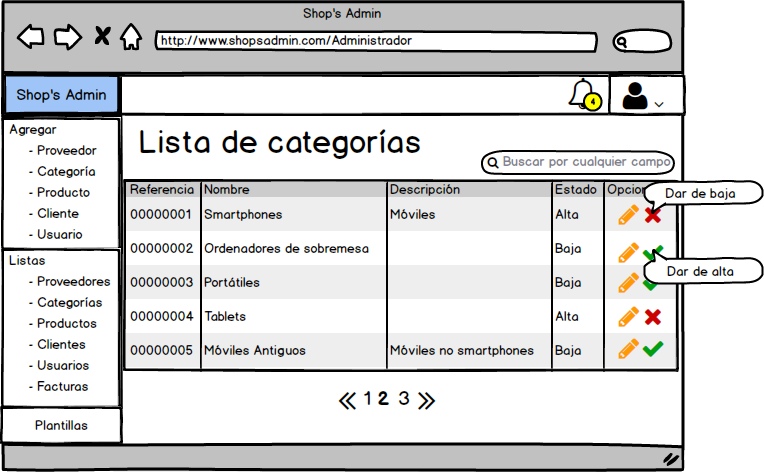 Shop's Admin
http://www.shopsadmin.com/Administrador
Shop's Admin
4
Agregar
- Proveedor
- Categoría
- Producto
- Cliente
- Usuario
Listas
- Proveedores
- Categorías
- Productos
- Clientes
- Usuarios
- Facturas
Plantillas
Lista de categorías
Buscar por cualquier campo
Referencia Nombre Descripción Estado
Dar de baja
00000001 Smartphones Móviles Alta
00000002 Ordenadores de sobremesa Baja
Dar de alta
00000003 Portátiles Baja
00000004 Tablets Alta
00000005 Móviles Antiguos Móviles no smartphones Baja
1 2 3